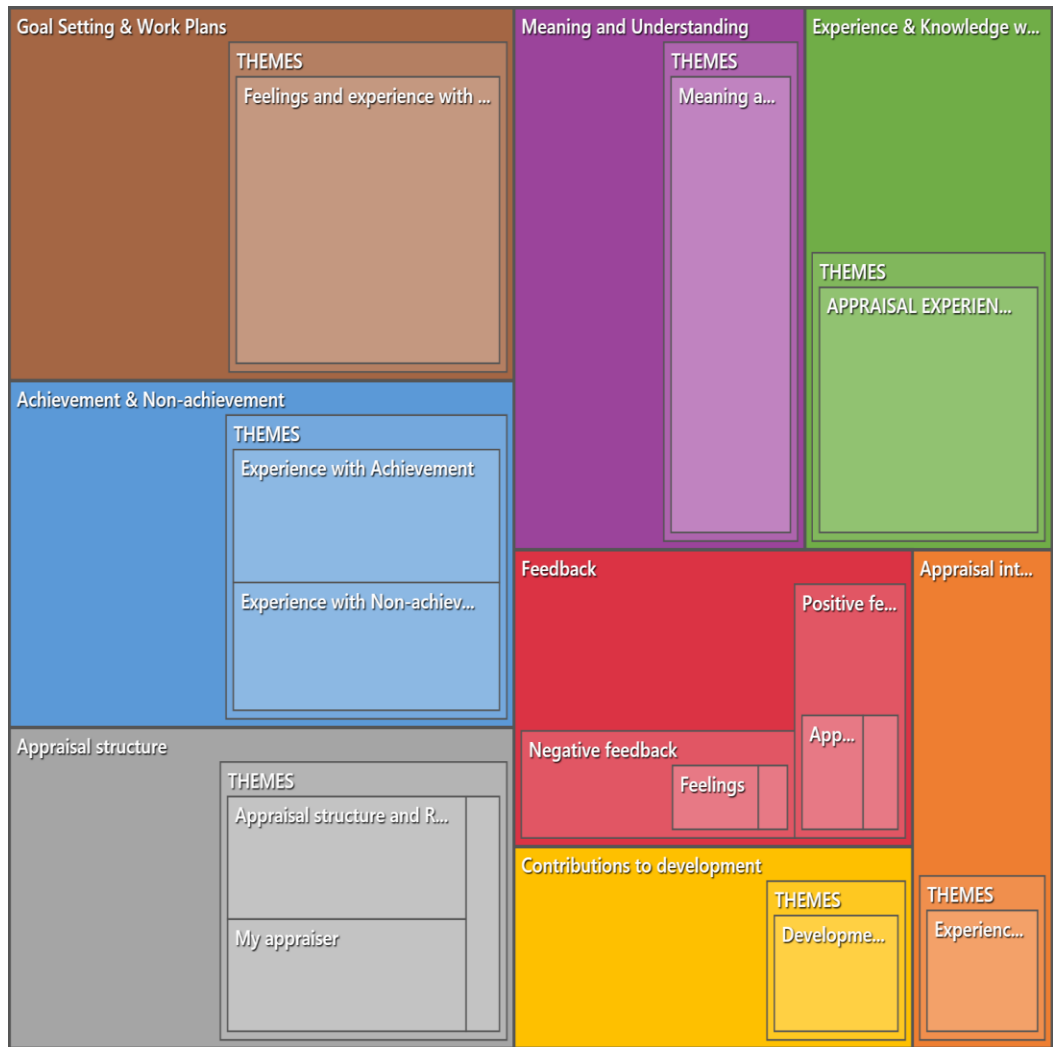 Goal Setting & Work Plans
THEMES
Feelings and experience with ...
Meaning and Understanding
THEMES
Meaning a...
Experience & Knowledge w...
THEMES
APPRAISAL EXPERIEN...
Achievement & Non-achievement
THEMES
Experience with Achievement
Experience with Non-achiev...
Feedback
Positive fe...
App...
Negative feedback
Feelings
Appraisal int...
THEMES
Experienc...
Appraisal structure
THEMES
Appraisal structure and R...
My appraiser
Contributions to development
THEMES
Developme...